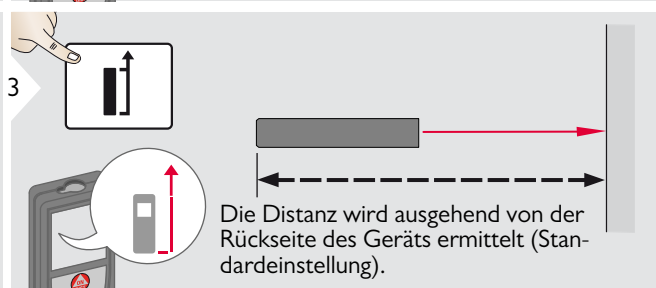 3
Die Distanz wird ausgehend von der
Rückseite des Geräts ermittelt (Stan-
dardeinstellung).